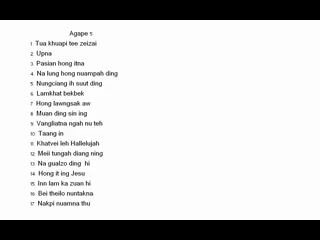 Agape 5
1 Tua khuapi tee zeizai
2 Upna
3 Pasian hong itna
4 Na lung hong nuampah ding
5 Nungciang ih suut ding
6 Lamkhat bekbek
7 Hong lawngsak aw
8 Muan ding sin ing
9 Vangliatna ngah nu teh
10 Taang in
11 Khatvei leh Hallelujah
12 Meii tungah diang ning
13 Na gualzo ding hi
14 Hong it ing Jesu
15 Inn lam ka zuan hi
16 Bei theilo nuntakna
17 Nakpi nuamna thu